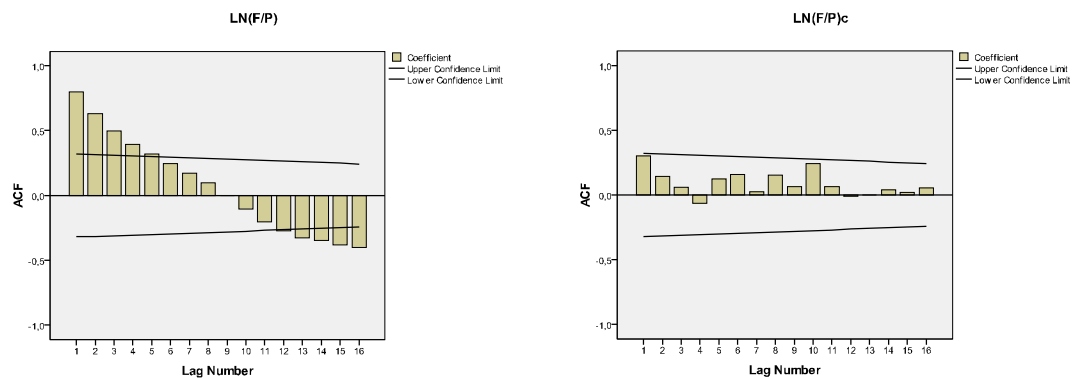 LN(F/P)
Coefficient
Upper Confidence Limit
Lower Confidence Limit
1,0
0,5
0,0
-0,5
-1,0
ACF
1 2 3 4 5 6 7 8 9 10 11 12 13 14 15 16
Lag Number
LN(F/P)c
Coefficient
Upper Confidence Limit
Lower Confidence Limit
1,0
0,5
0,0
-0,5
-1,0
ACF
1 2 3 4 5 6 7 8 9 10 11 12 13 14 15 16
Lag Number